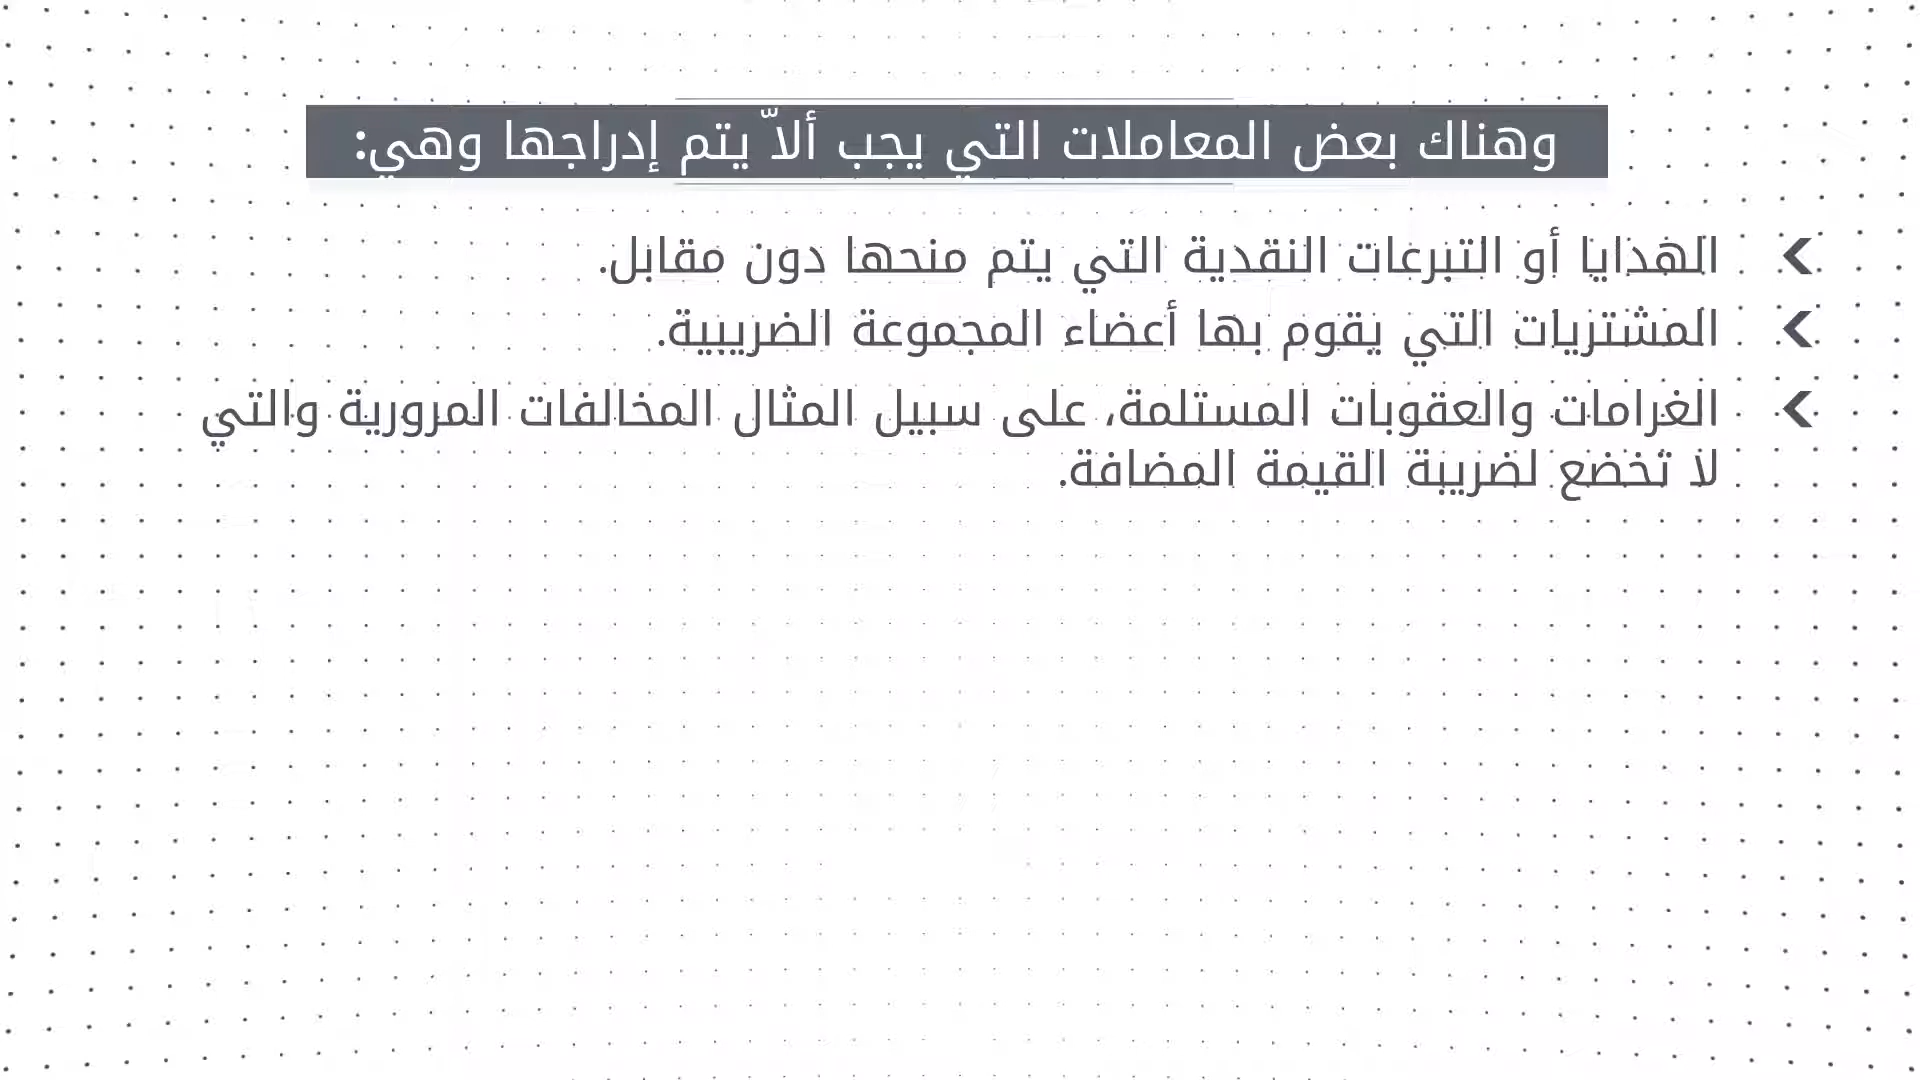 وهناك بعض المعاملات التي يجب ألاّ يتم إدراجها وهي:
الهدايا أو التبرعات النقدية التي يتم منحها دون مقابل.
المشتريات التي يقوم بها أعضاء المجموعة الضريبية.
الغرامات والعقوبات المستلمة، على سبيل المثال المخالفات المرورية والتي
لا تخضع لضريبة القيمة المضافة.